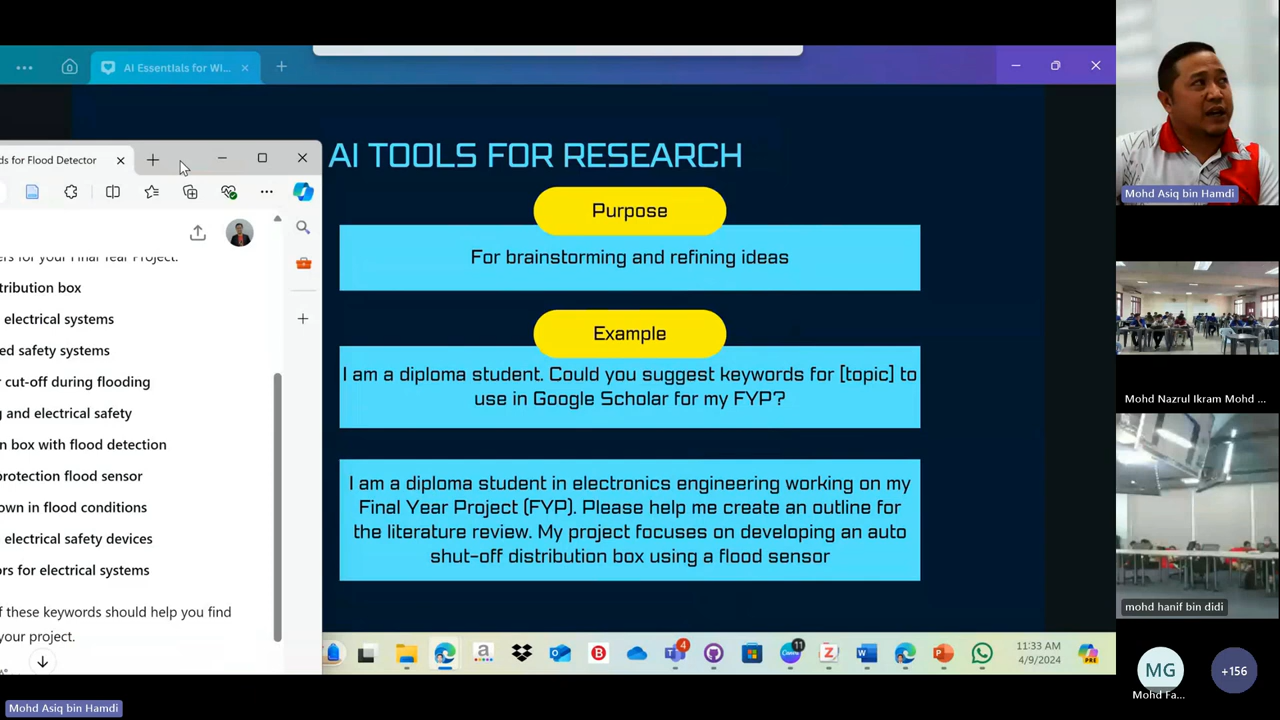 AI Essentials for Wi...
ds for Flood Detector
AI TOOLS FOR RESEARCH
Purpose
For brainstorming and refining ideas
Example
I am a diploma student. Could you suggest keywords for [topic] to
use in Google Scholar for my FYP?
I am a diploma student in electronics engineering working on my
Final Year Project (FYP). Please help me create an outline for
the literature review. My project focuses on developing an auto
shut-off distribution box using a flood sensor
ers for your Final Year Project.
tribution box
electrical systems
ed safety systems
cut-off during flooding
g and electrical safety
n box with flood detection
protection flood sensor
own in flood conditions
electrical safety devices
ors for electrical systems
f these keywords should help you find
your project.
4
11
11:33 AM
4/9/2024
PRE
Mohd Asiq bin Hamdi
Mohd Asiq bin Hamdi
Mohd Nazrul Ikram Mohd ...
mohd hanif bin didi
MG
Mohd Fa...
+156